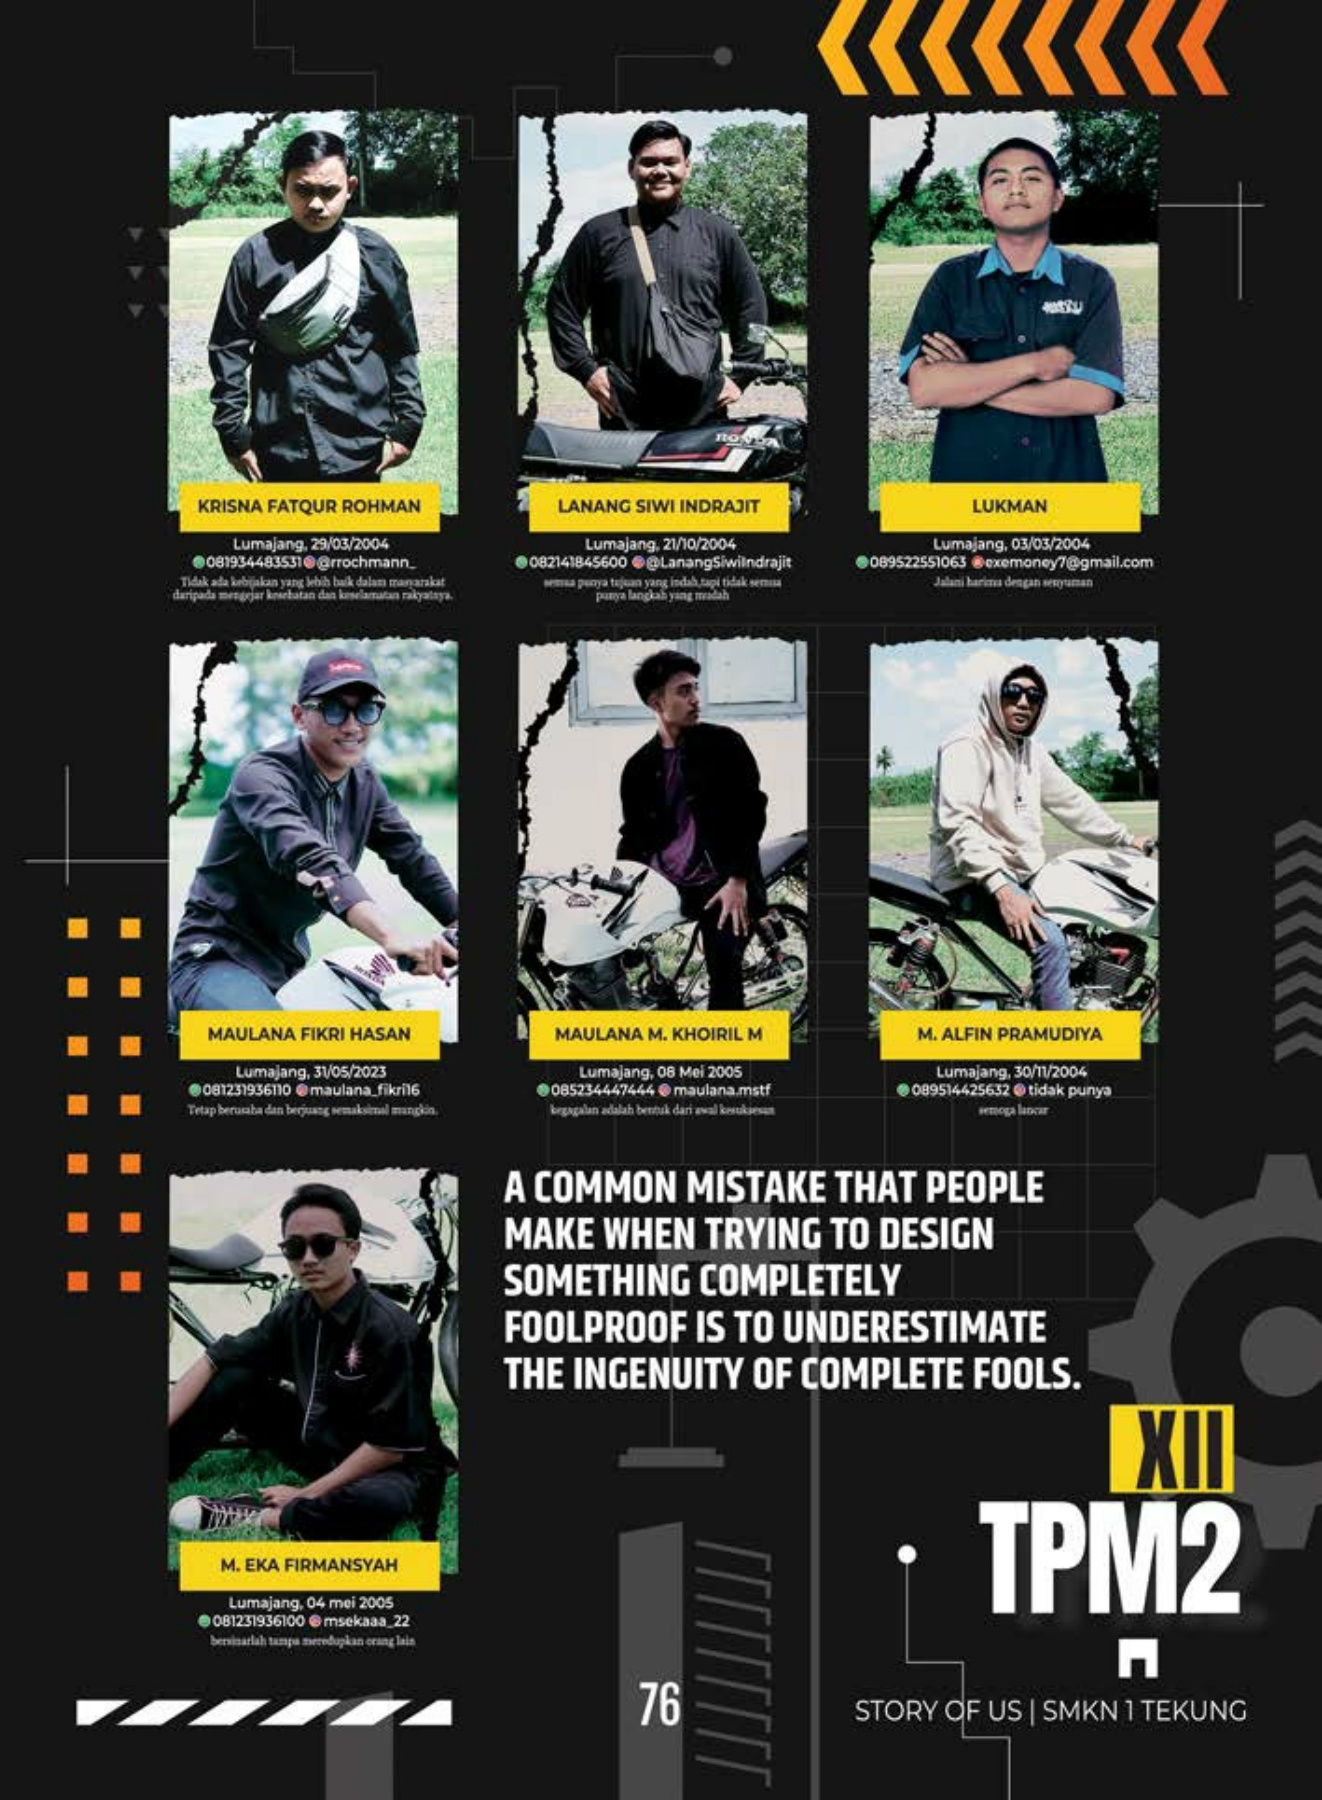 KRISNA FATQUR ROHMAN
Lumajang, 29/03/2004
081934483531 @rrochmann_
Tidak ada kebijakan yang lebih baik dalam masyarakat
daripada mengejar kesehatan dan keselamatan rakyatnya.
HONDA
LANANG SIWI INDRAJIT
Lumajang, 21/10/2004
082141845600 @LanangSiwiIndrajit
semua punya tujuan yang indah,tapi tidak semua
punya langkah yang mudah
LUKMAN
Lumajang, 03/03/2004
089522551063 exemoney7@gmail.com
Jalani harimu dengan senyuman
HONDA
MAULANA FIKRI HASAN
Lumajang, 31/05/2023
081231936110 maulana_fikri16
Tetap berusaha dan berjuang semaksimal mungkin.
MAULANA M. KHOIRIL M
Lumajang, 08 Mei 2005
085234447444 maulana.mstf
kegagalan adalah bentuk dari awal kesuksesan
M. ALFIN PRAMUDIYA
Lumajang, 30/11/2004
089514425632 tidak punya
semoga lancar
M. EKA FIRMANSYAH
Lumajang, 04 mei 2005
081231936100 msekaaa_22
bersinarlah tampa meredupkan orang lain
A COMMON MISTAKE THAT PEOPLE
MAKE WHEN TRYING TO DESIGN
SOMETHING COMPLETELY
FOOLPROOF IS TO UNDERESTIMATE
THE INGENUITY OF COMPLETE FOOLS.
XII
TPM2
76
STORY OF US | SMKN 1 TEKUNG